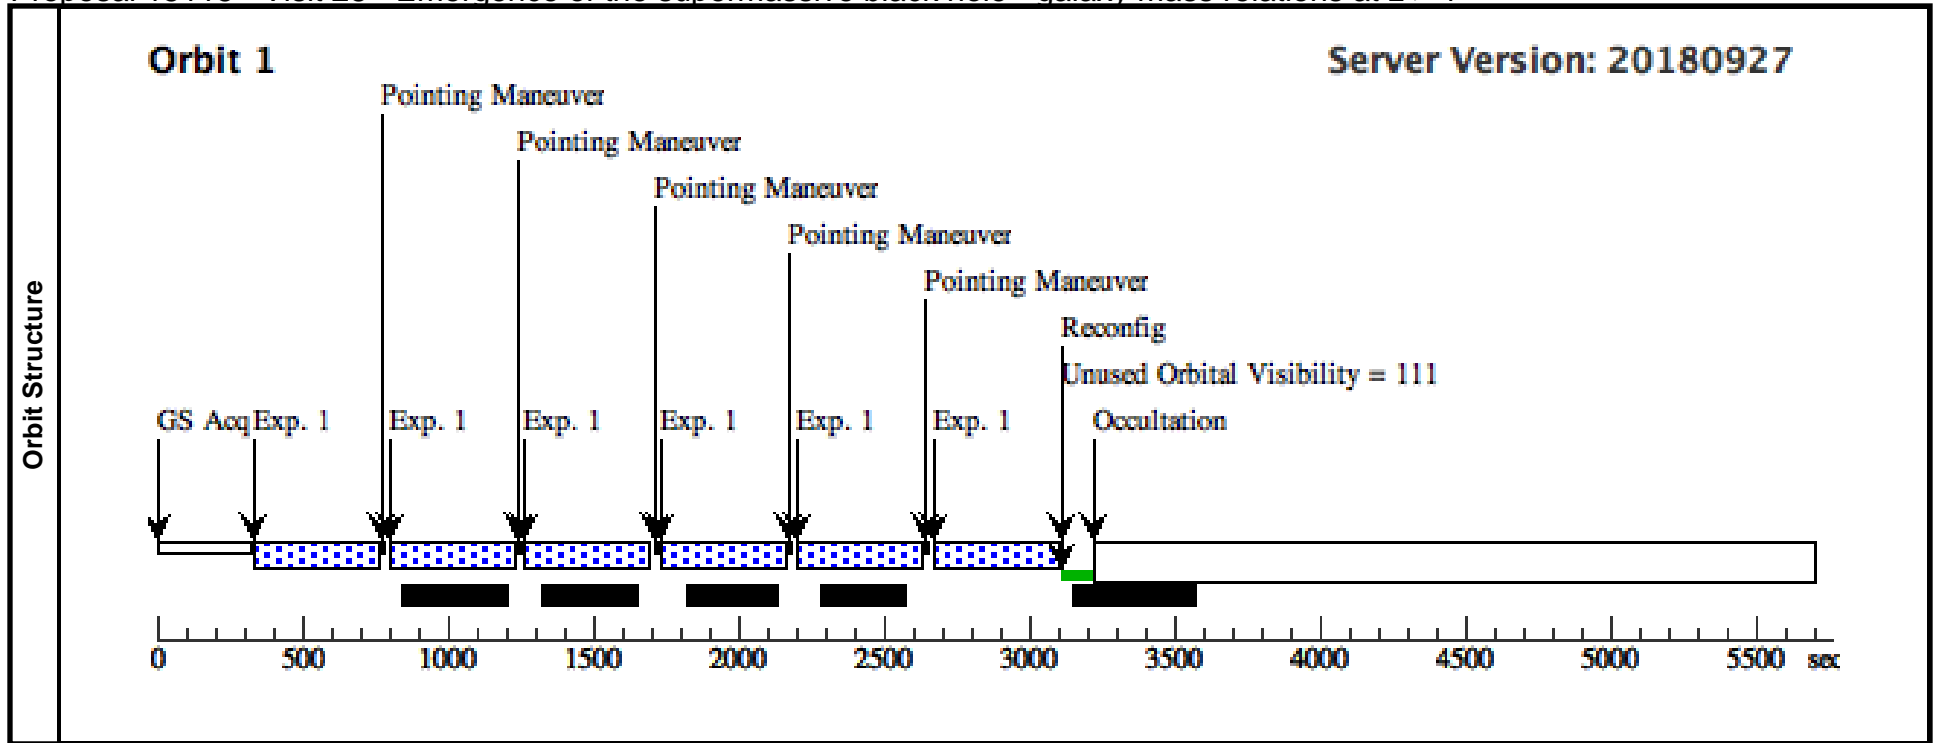 Orbit Structure
Orbit 1
Server Version: 20180927
Pointing Maneuver
Pointing Maneuver
Pointing Maneuver
Pointing Maneuver
Pointing Maneuver
Reconfig
Unused Orbital Visibility = 111
GS Acq Exp. 1 Exp. 1 Exp. 1 Exp. 1 Exp. 1 Exp. 1 Occultation
0 500 1000 1500 2000 2500 3000 3500 4000 4500 5000 5500 sec